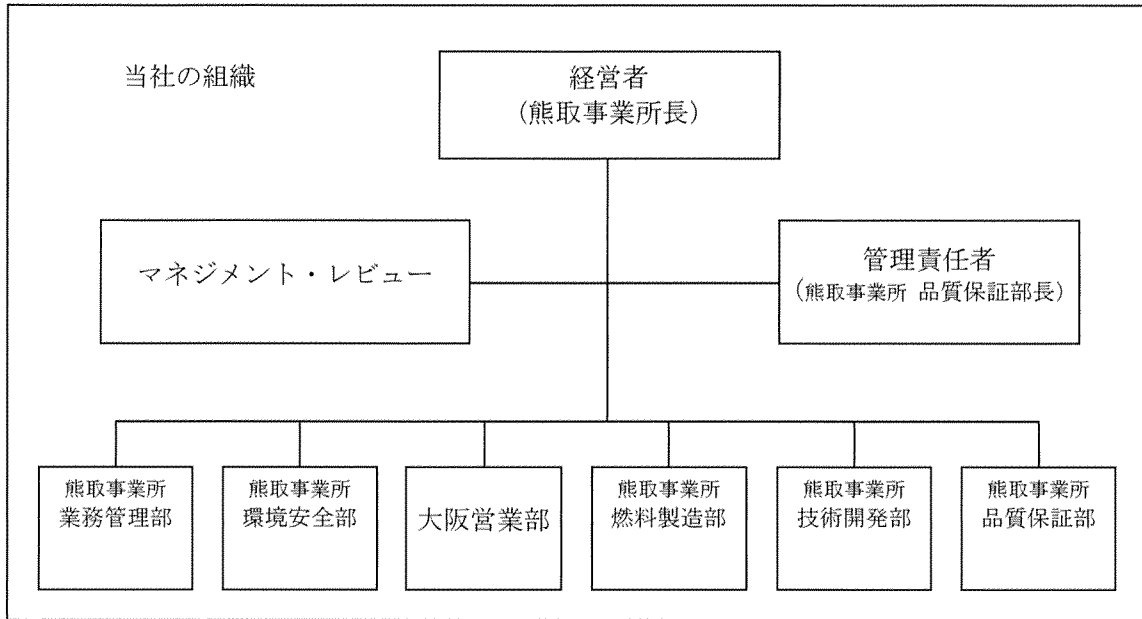 当社の組織
経営者
(熊取事業所長)
マネジメント・レビュー
管理責任者
(熊取事業所 品質保証部長)
熊取事業所
業務管理部
熊取事業所
環境安全部
大阪営業部
熊取事業所
燃料製造部
熊取事業所
技術開発部
熊取事業所
品質保証部